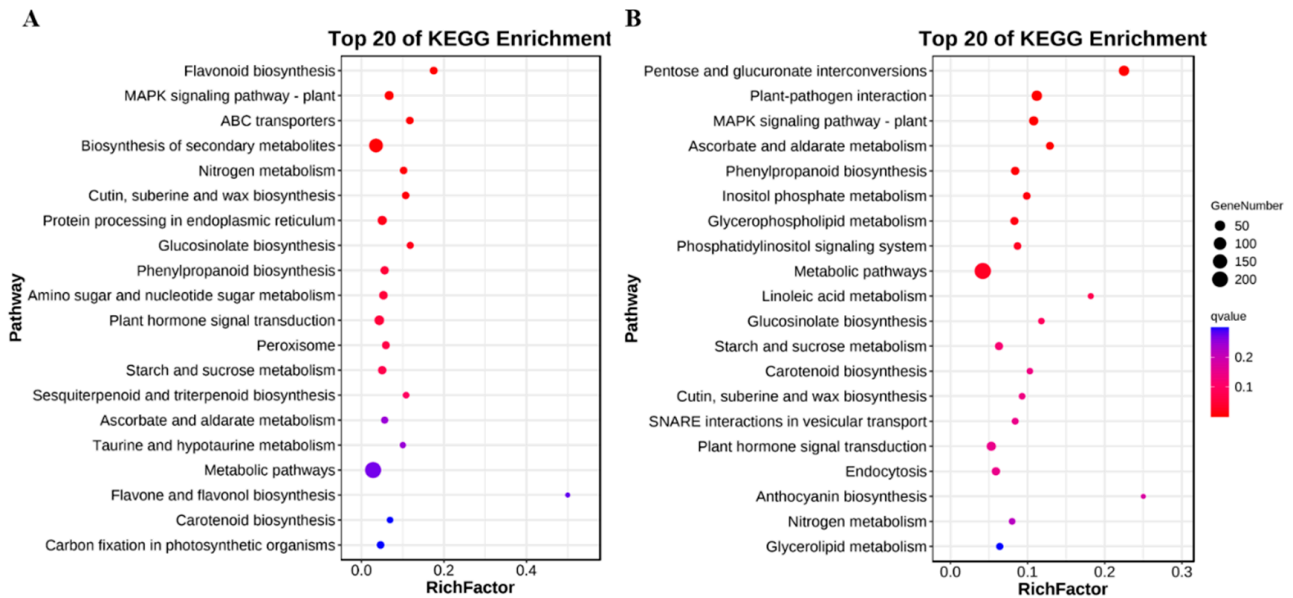 A
Top 20 of KEGG Enrichment
Pathway
Flavonoid biosynthesis
MAPK signaling pathway - plant
ABC transporters
Biosynthesis of secondary metabolites
Nitrogen metabolism
Cutin, suberine and wax biosynthesis
Protein processing in endoplasmic reticulum
Glucosinolate biosynthesis
Phenylpropanoid biosynthesis
Amino sugar and nucleotide sugar metabolism
Plant hormone signal transduction
Peroxisome
Starch and sucrose metabolism
Sesquiterpenoid and triterpenoid biosynthesis
Ascorbate and aldarate metabolism
Taurine and hypotaurine metabolism
Metabolic pathways
Flavone and flavonol biosynthesis
Carotenoid biosynthesis
Carbon fixation in photosynthetic organisms
0.0 0.2 0.4
RichFactor
B
Top 20 of KEGG Enrichment
Pathway
Pentose and glucuronate interconversions
Plant-pathogen interaction
MAPK signaling pathway - plant
Ascorbate and aldarate metabolism
Phenylpropanoid biosynthesis
Inositol phosphate metabolism
Glycerophospholipid metabolism
Phosphatidylinositol signaling system
Metabolic pathways
Linoleic acid metabolism
Glucosinolate biosynthesis
Starch and sucrose metabolism
Carotenoid biosynthesis
Cutin, suberine and wax biosynthesis
SNARE interactions in vesicular transport
Plant hormone signal transduction
Endocytosis
Anthocyanin biosynthesis
Nitrogen metabolism
Glycerolipid metabolism
0.0 0.1 0.2 0.3
RichFactor
GeneNumber
50
100
150
200
qvalue
0.2
0.1